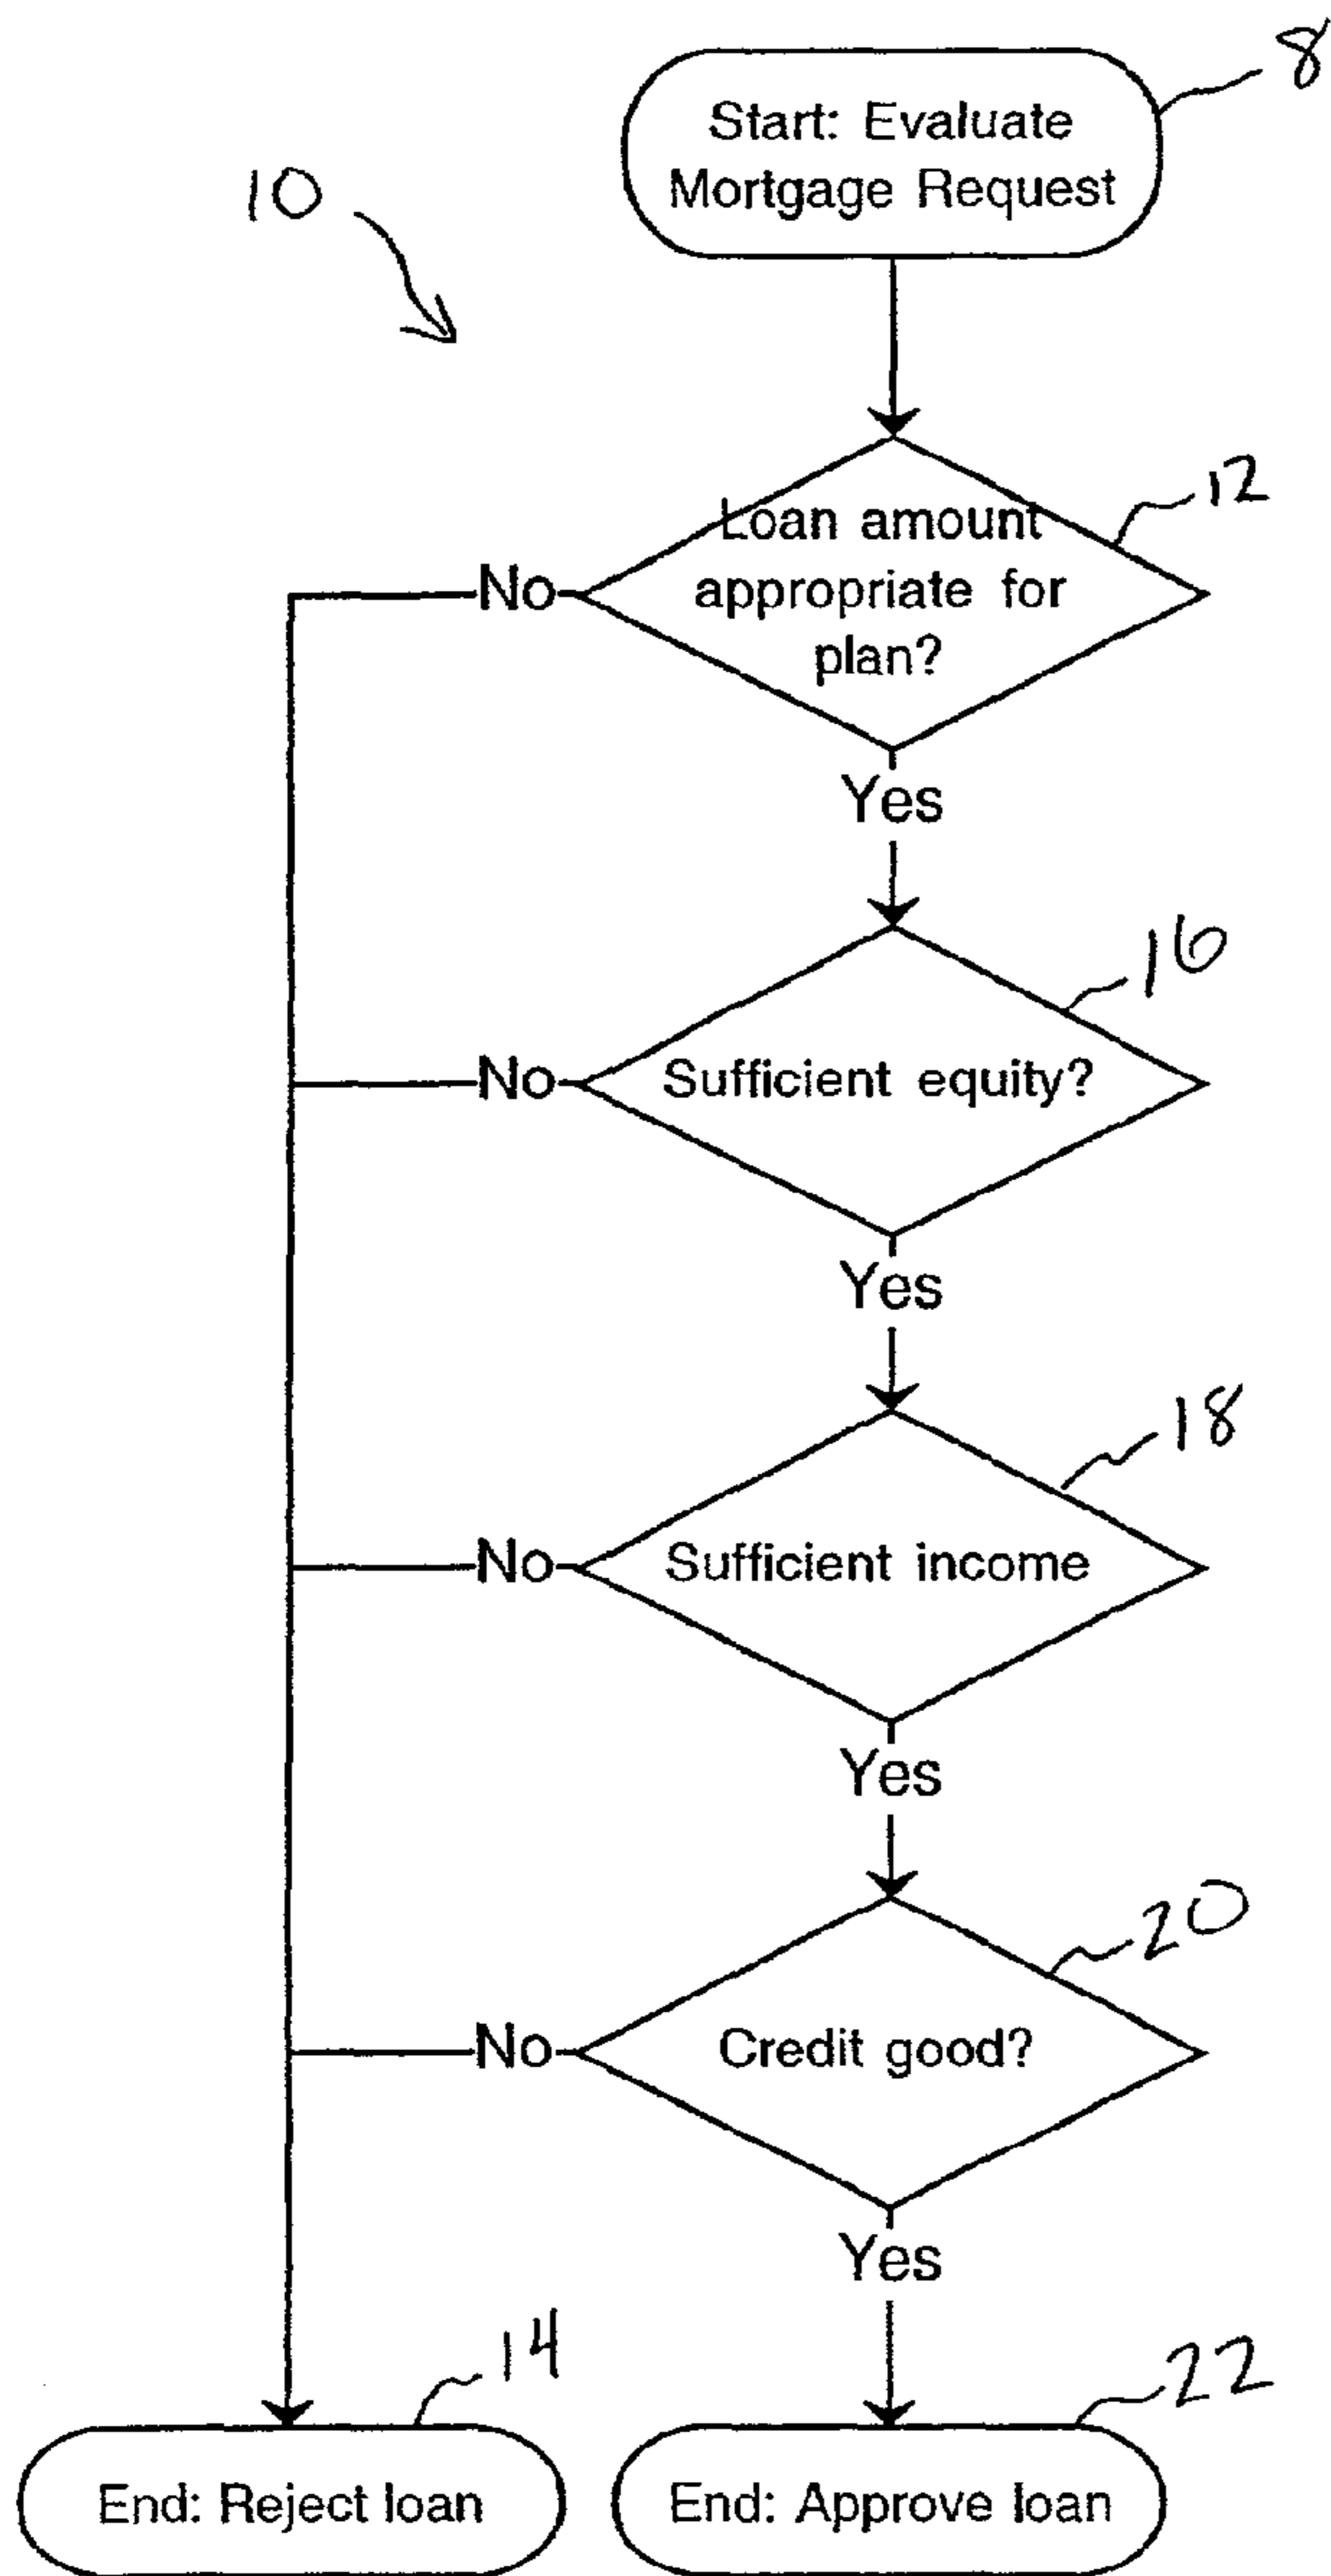 8
Start: Evaluate
Mortgage Request
10
12
Loan amount
appropriate for
plan?
No
Yes
16
Sufficient equity?
No
Yes
18
Sufficient income
No
Yes
20
Credit good?
No
Yes
14
22
End: Reject loan
End: Approve loan